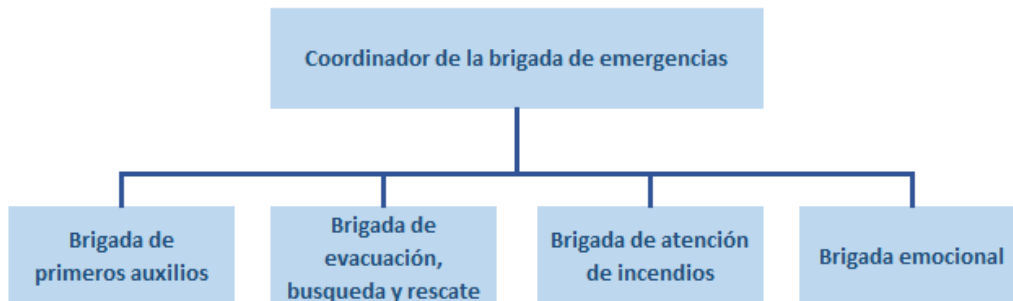 Coordinador de la brigada de emergencias
Brigada de
primeros auxilios
Brigada de
evacuación,
busqueda y rescate
Brigada de atención
de incendios
Brigada emocional